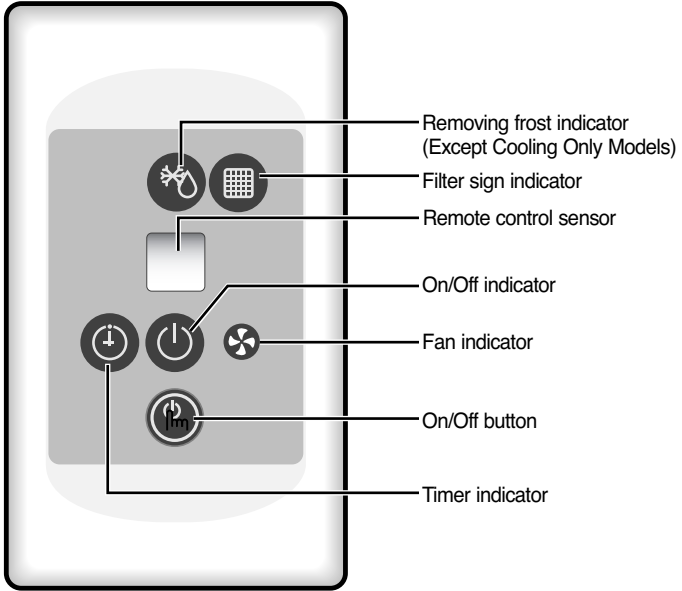 Removing frost indicator
(Except Cooling Only Models)
Filter sign indicator
Remote control sensor
On/Off indicator
Fan indicator
On/Off button
Timer indicator